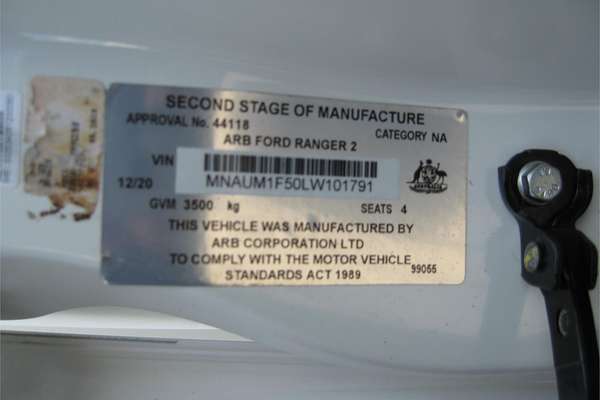 SECOND STAGE OF MANUFACTURE
APPROVAL No. 44118 CATEGORY NA
ARB FORD RANGER 2
VIN
12/20 MNAUM1F50LW101791
AUSTRALIA
GVM 3500 kg SEATS 4
THIS VEHICLE WAS MANUFACTURED BY
ARB CORPORATION LTD
TO COMPLY WITH THE MOTOR VEHICLE
STANDARDS ACT 1989 99055